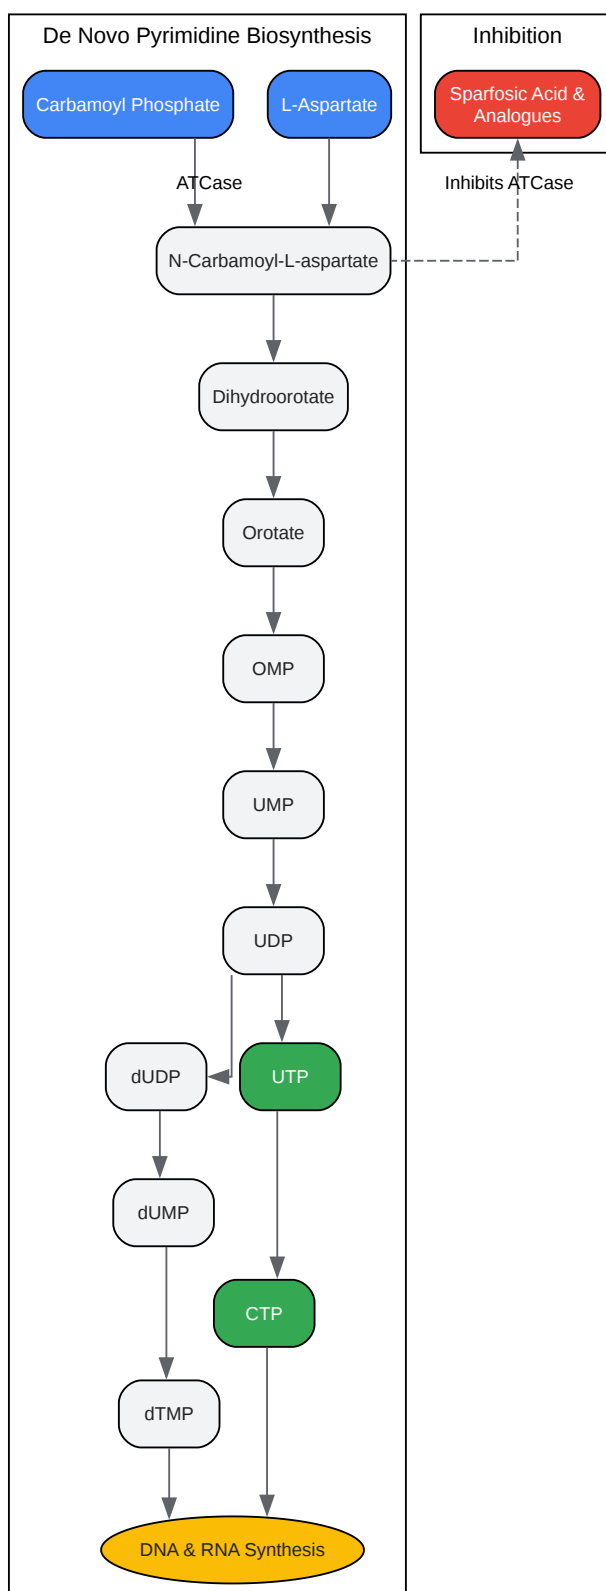 De Novo Pyrimidine Biosynthesis
Inhibition
Carbamoyl Phosphate
L-Aspartate
Sparfosic Acid &
Analogues
ATCase
Inhibits ATCase
N-Carbamoyl-L-aspartate
Dihydroorotate
Orotate
OMP
UMP
UDP
dUDP
UTP
dUMP
CTP
dTMP
DNA & RNA Synthesis